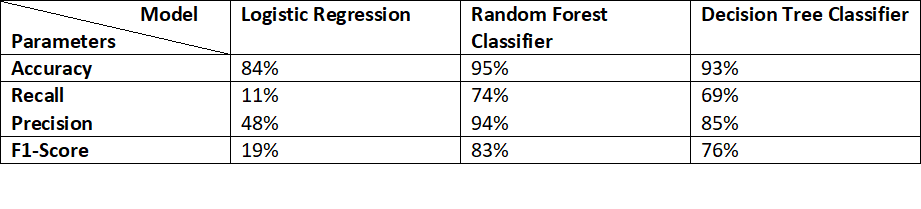 Model Logistic Regression Random Forest Decision Tree Classifier
Parameters Classifier
Accuracy 84% 95% 93%
Recall 11% 74% 69%
Precision 48% 94% 85%
F1-Score 19% 83% 76%